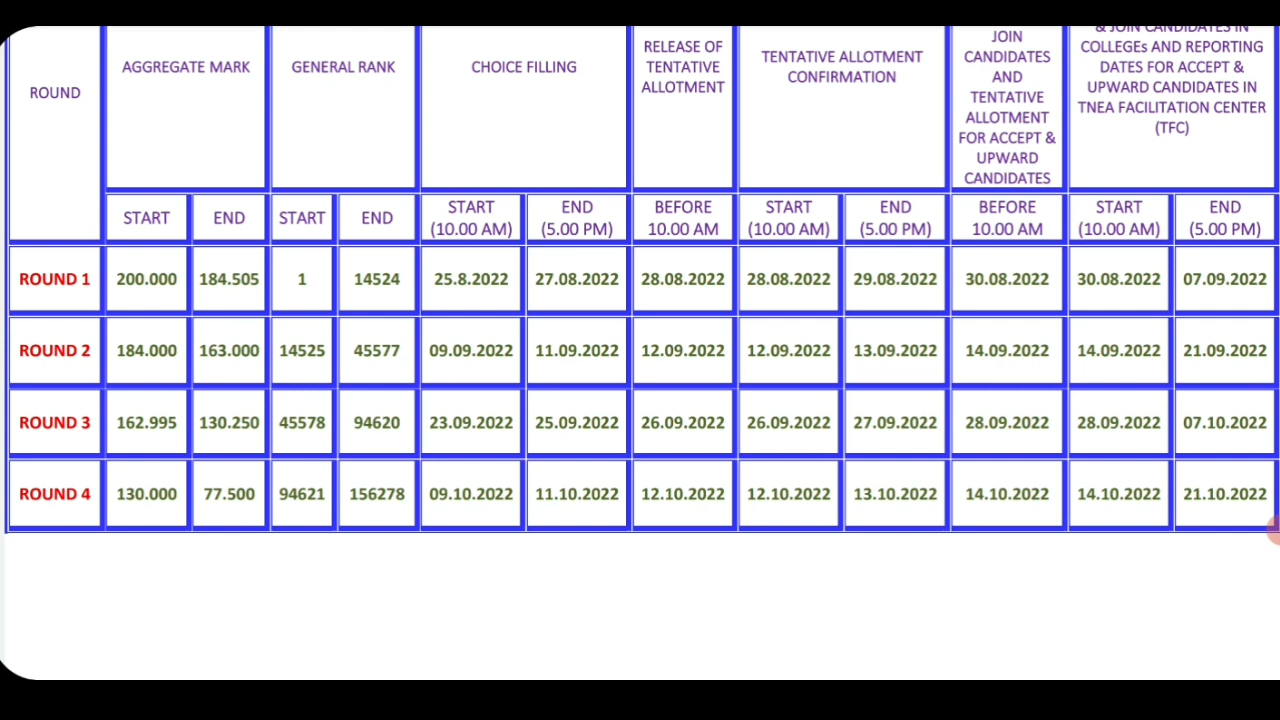 ROUND
AGGREGATE MARK
GENERAL RANK
CHOICE FILLING
RELEASE OF
TENTATIVE
ALLOTMENT
TENTATIVE ALLOTMENT
CONFIRMATION
JOIN
CANDIDATES
AND
TENTATIVE
ALLOTMENT
FOR ACCEPT &
UPWARD
CANDIDATES
& JOIN CANDIDATES IN
COLLEGEs AND REPORTING
DATES FOR ACCEPT &
UPWARD CANDIDATES IN
TNEA FACILITATION CENTER
(TFC)
START END START END START END BEFORE START END BEFORE START END
(10.00 AM) (5.00 PM) 10.00 AM (10.00 AM) (5.00 PM) 10.00 AM (10.00 AM) (5.00 PM)
ROUND 1 200.000 184.505 1 14524 25.8.2022 27.08.2022 28.08.2022 28.08.2022 29.08.2022 30.08.2022 30.08.2022 07.09.2022
ROUND 2 184.000 163.000 14525 45577 09.09.2022 11.09.2022 12.09.2022 12.09.2022 13.09.2022 14.09.2022 14.09.2022 21.09.2022
ROUND 3 162.995 130.250 45578 94620 23.09.2022 25.09.2022 26.09.2022 26.09.2022 27.09.2022 28.09.2022 28.09.2022 07.10.2022
ROUND 4 130.000 77.500 94621 156278 09.10.2022 11.10.2022 12.10.2022 12.10.2022 13.10.2022 14.10.2022 14.10.2022 21.10.2022